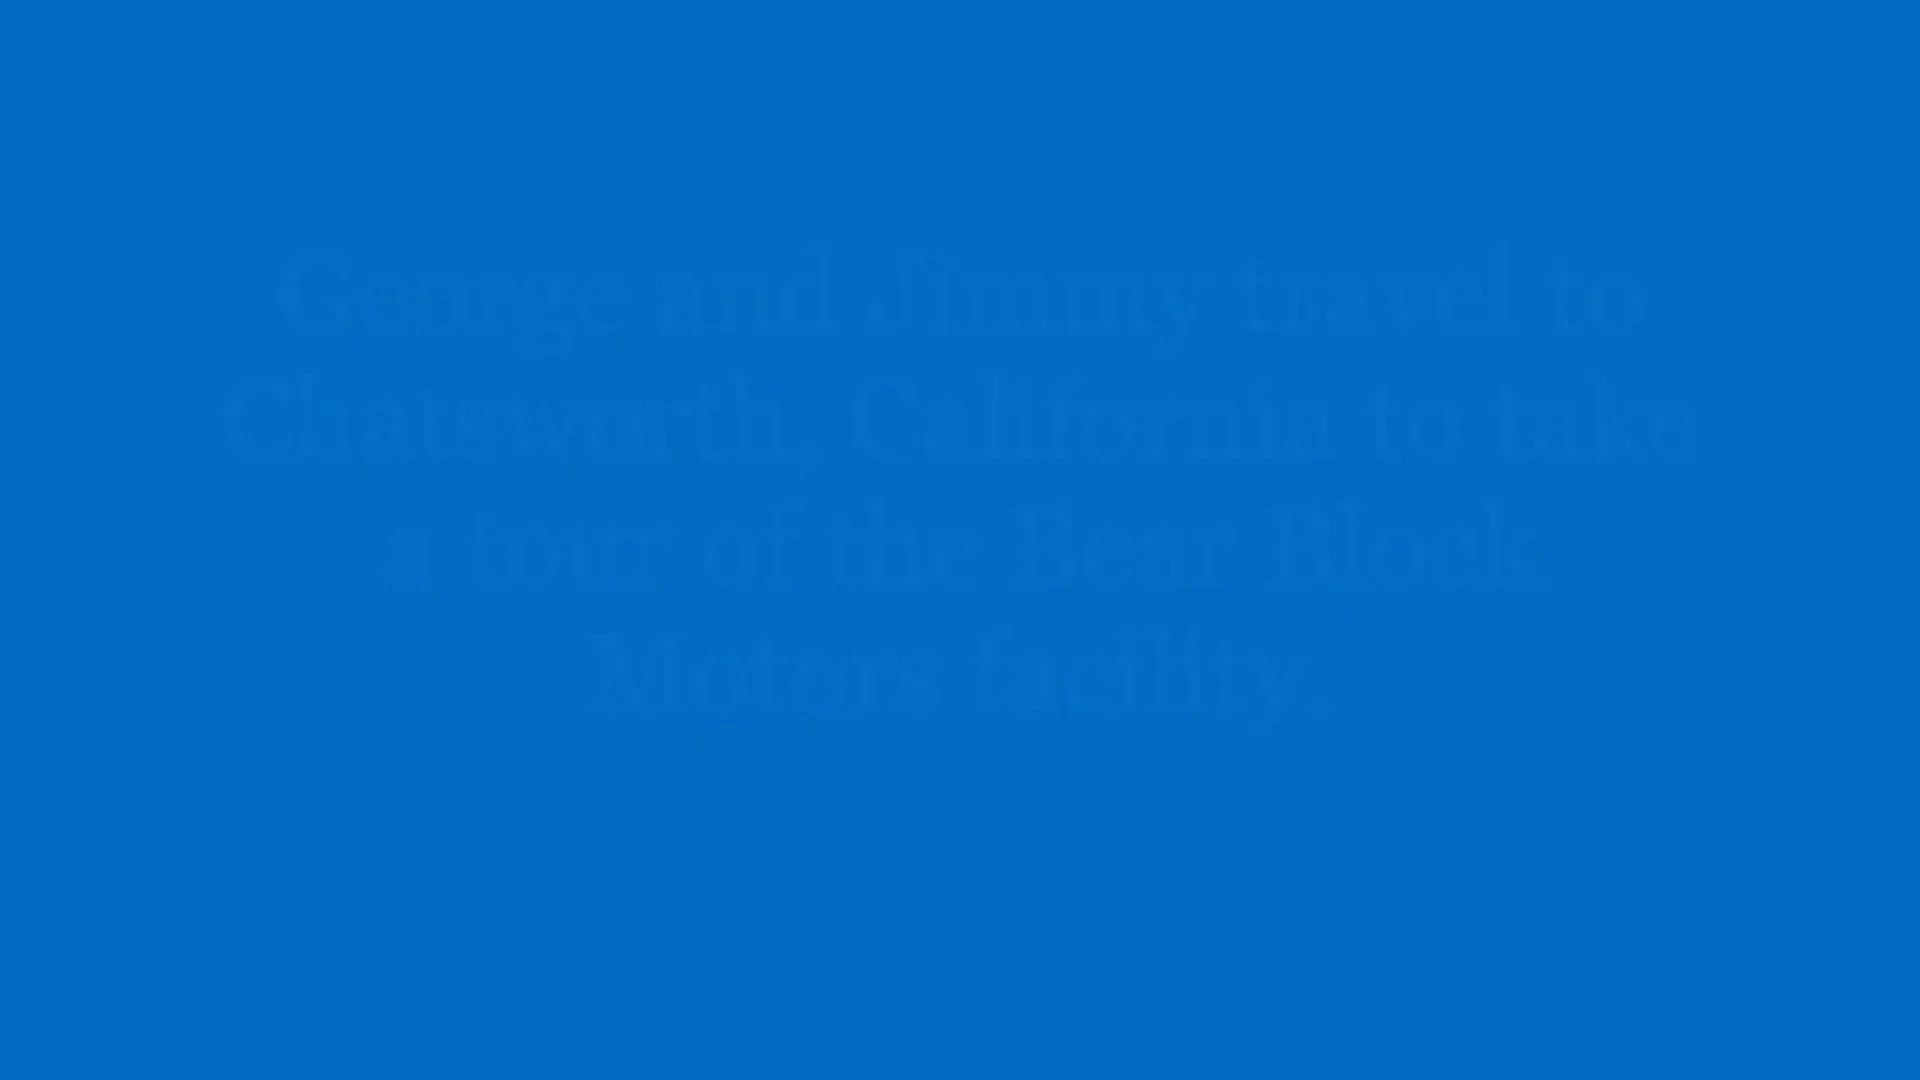 George and Jimmy travel to
Chatsworth, California to take
a tour of the Bear Block
Motors facility.